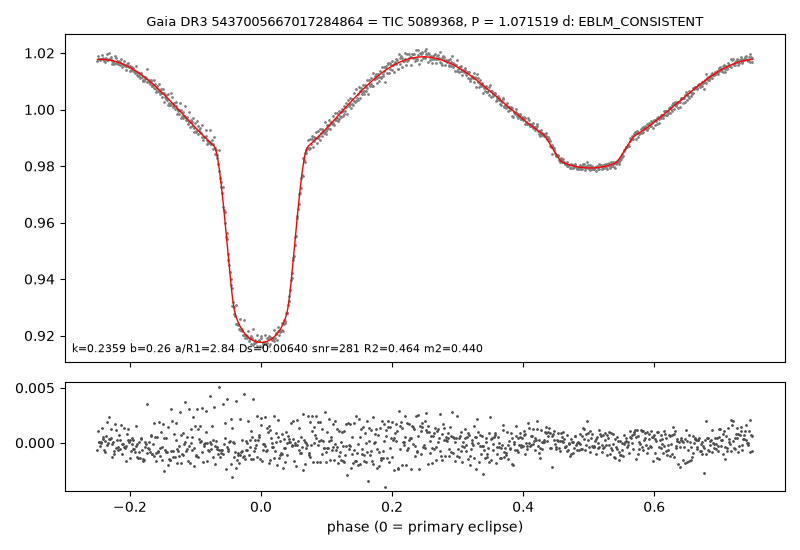 Gaia DR3 5437005667017284864 = TIC 5089368, P = 1.071519 d: EBLM_CONSISTENT
1.02
1.00
0.98
0.96
0.94
0.92
k=0.2359 b=0.26 a/R1=2.84 Ds=0.00640 snr=281 R2=0.464 m2=0.440
0.005
0.000
−0.2 0.0 0.2 0.4 0.6
phase (0 = primary eclipse)